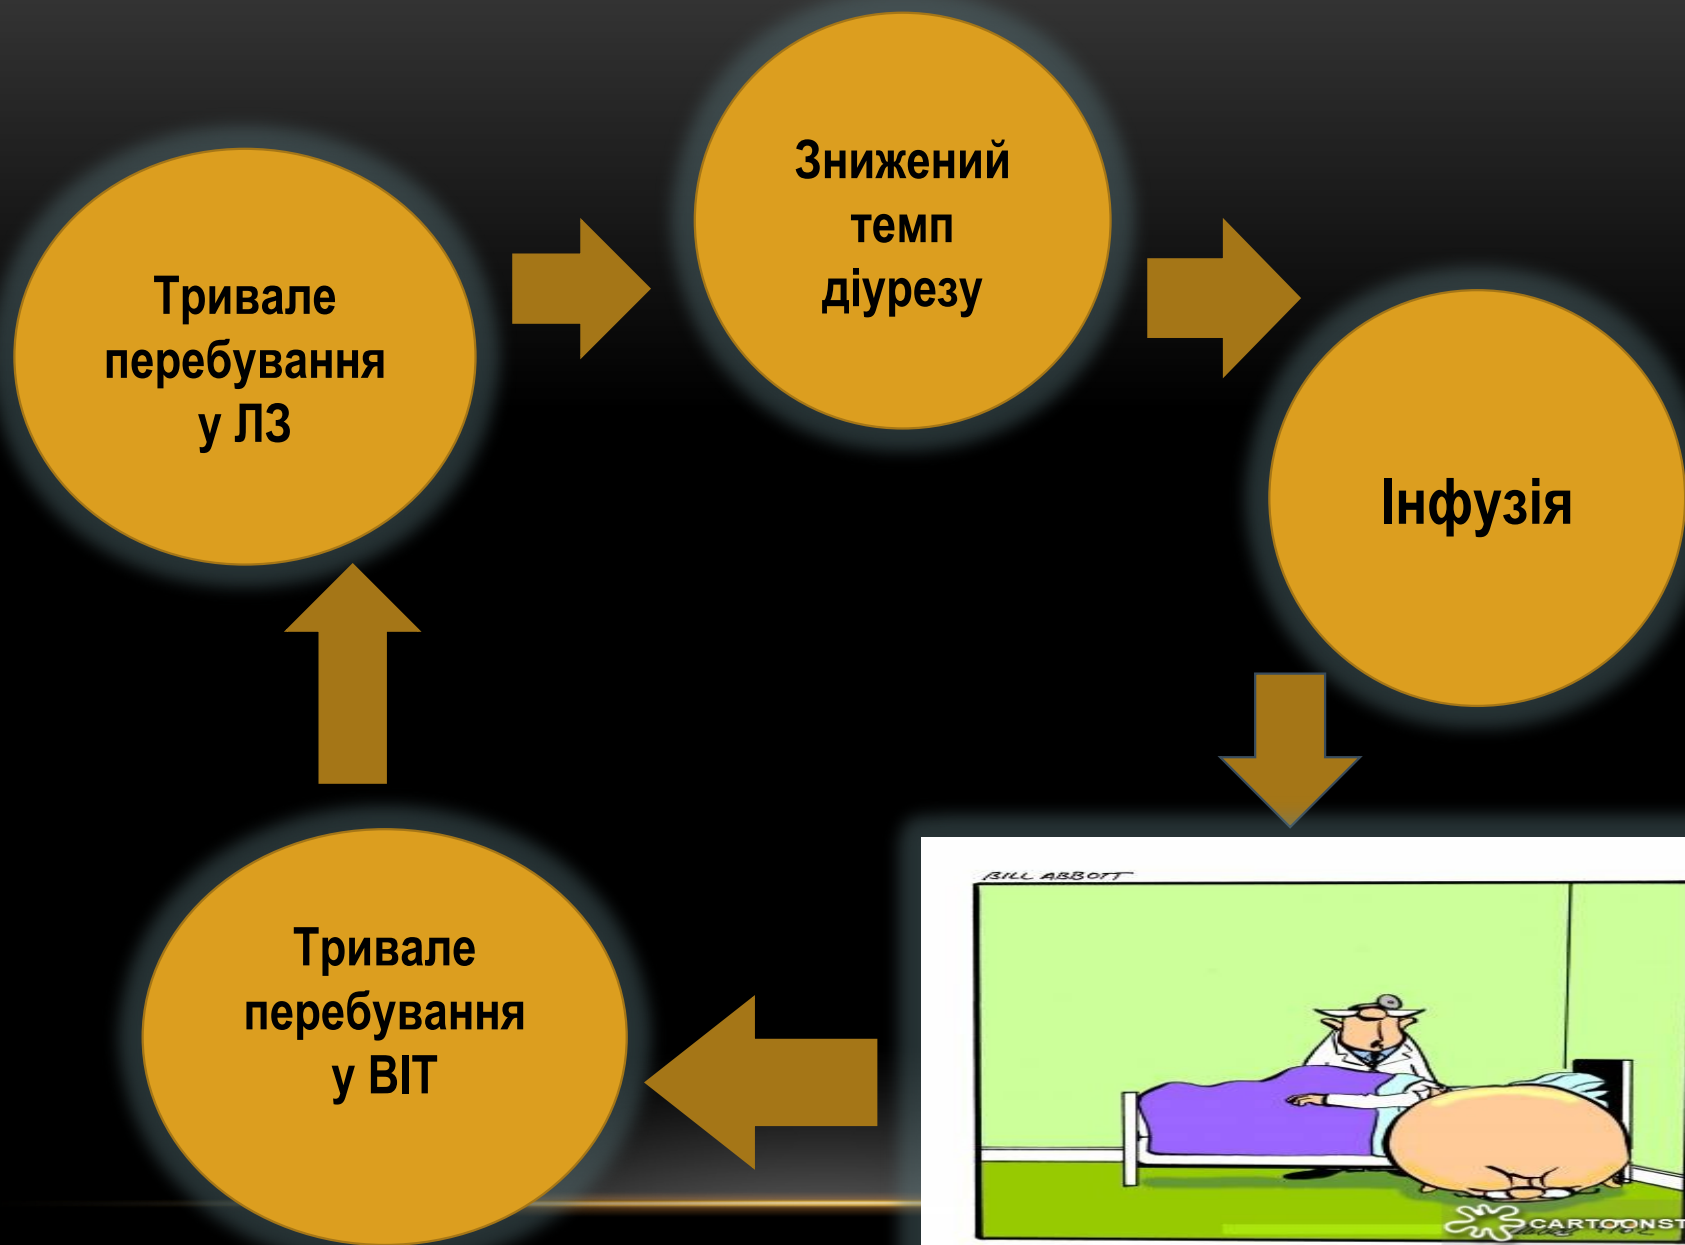 Знижений
темп
діурезу
Тривале
перебування
у ЛЗ
Інфузія
Тривале
перебування
у ВІТ
BILL ABBOTT
CARTOONST